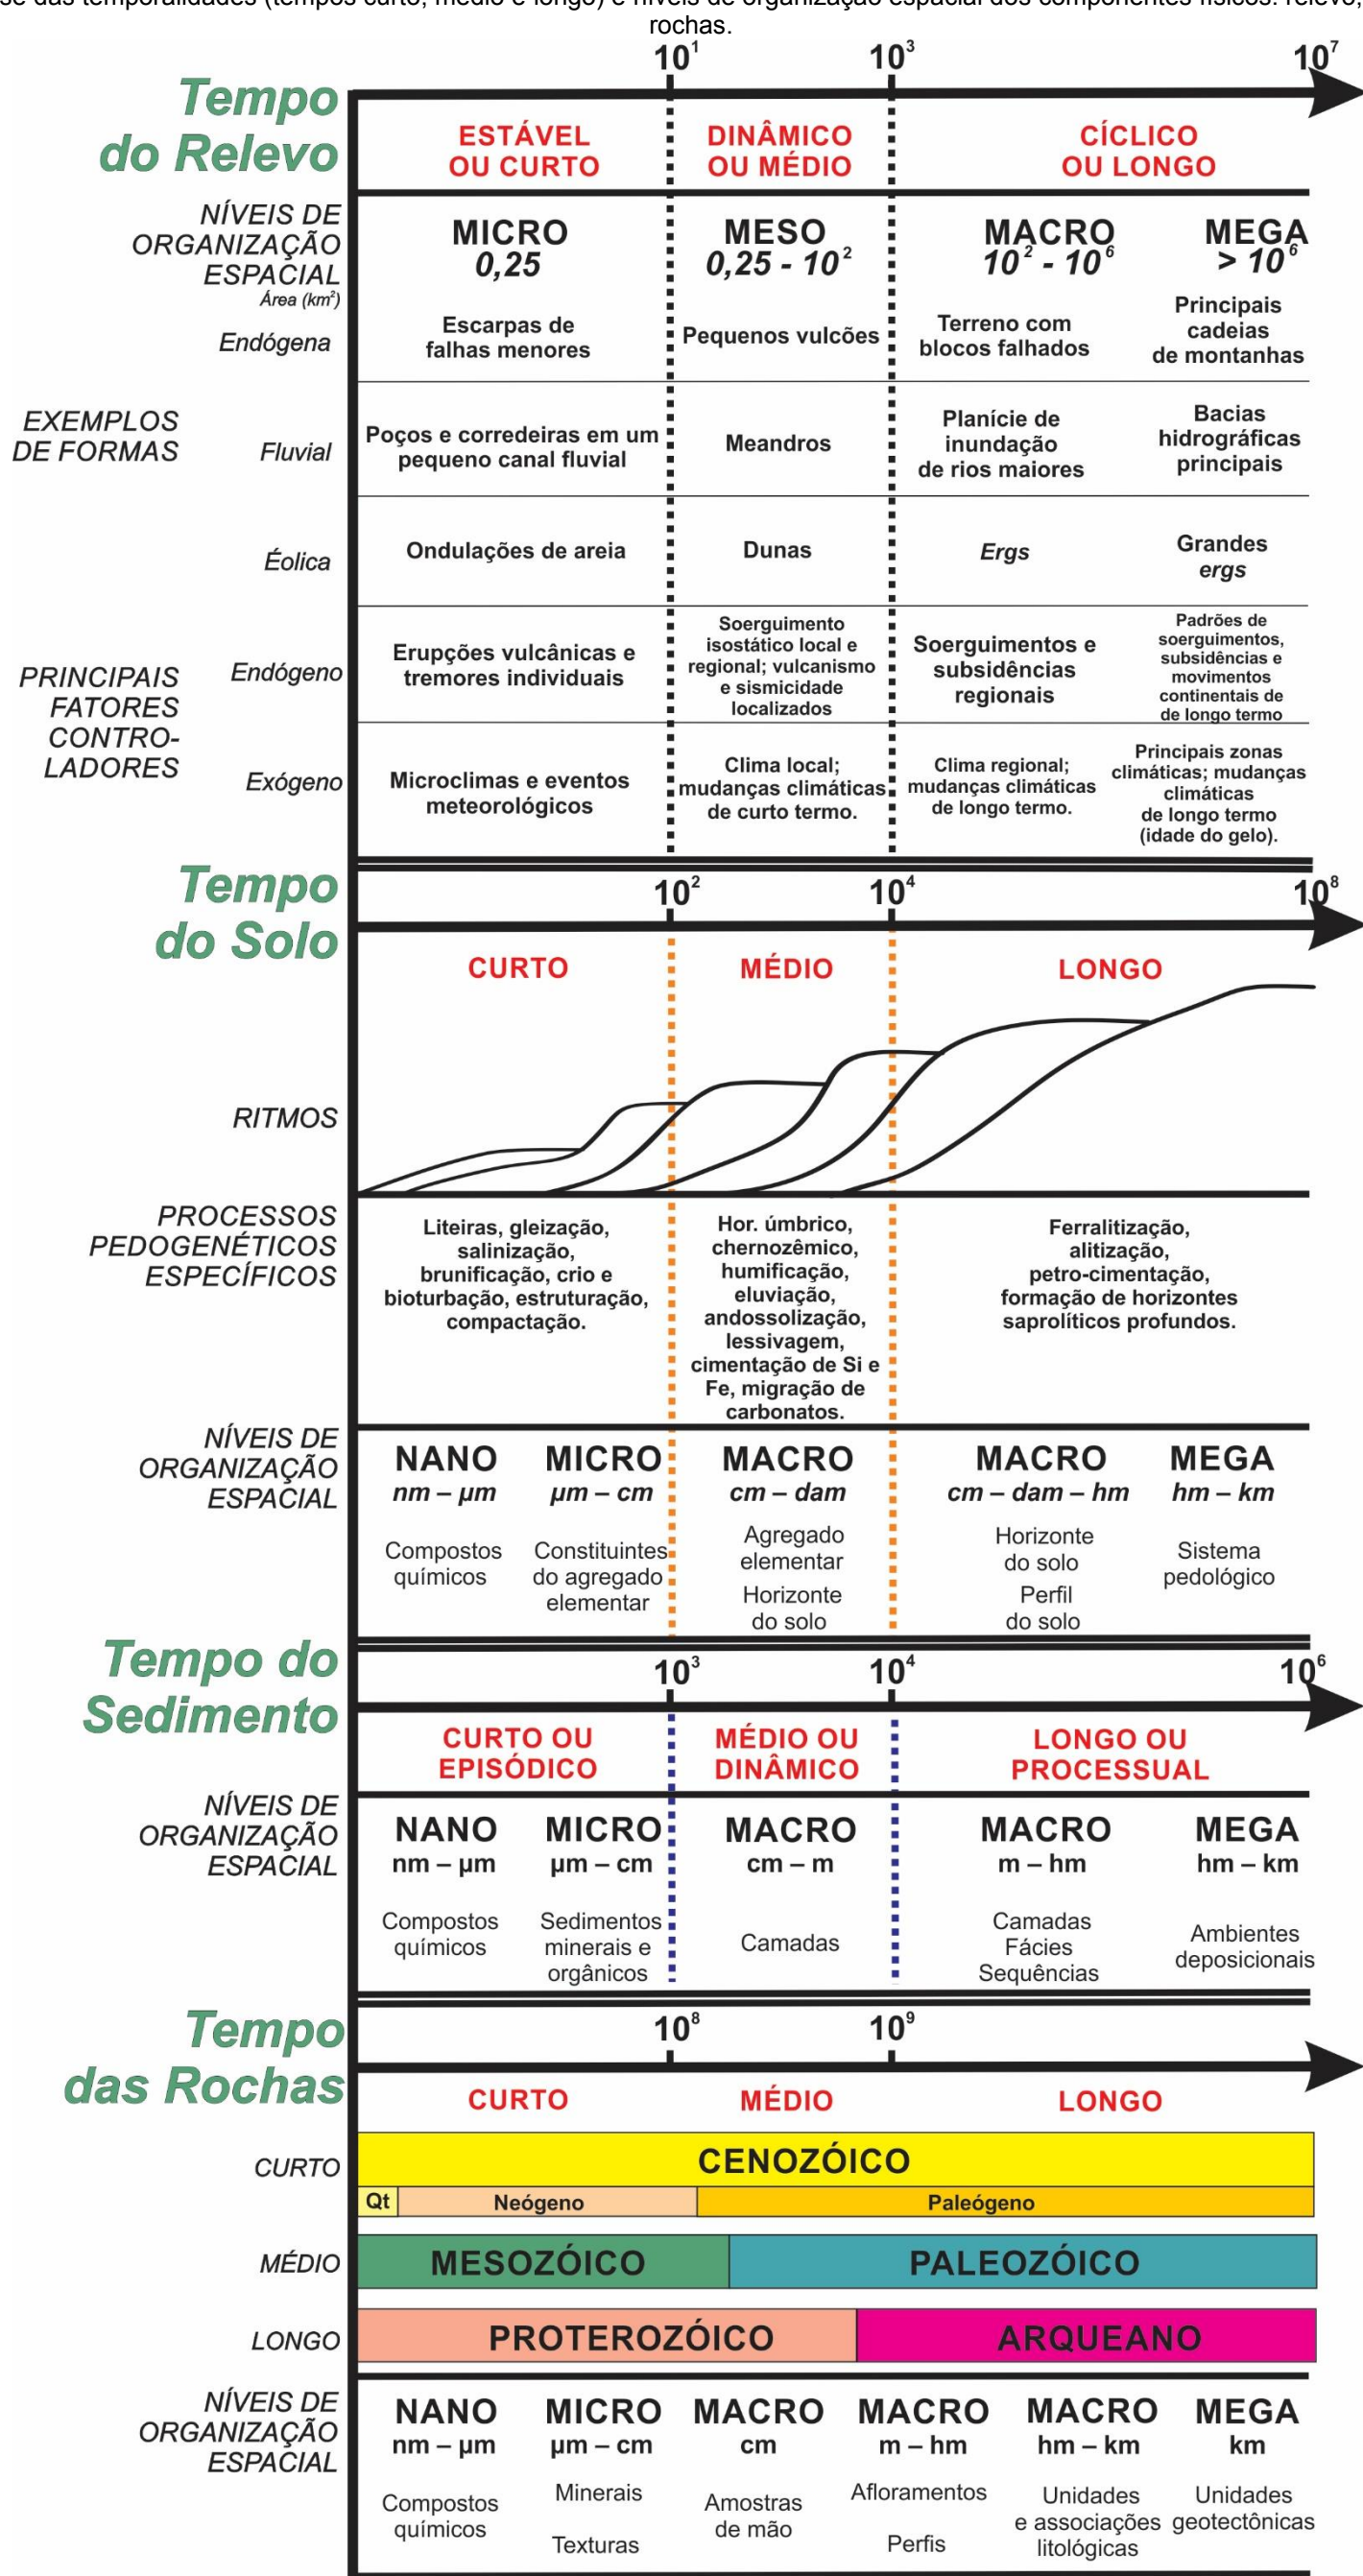 se das temporalidades (tempos curto, médio e longo) e níveis de organização espacial dos componentes físicos: relevo,
rochas.
10¹ 10³ 10⁷
Tempo
do Relevo
ESTÁVEL
OU CURTO
DINÂMICO
OU MÉDIO
CÍCLICO
OU LONGO
NÍVEIS DE
ORGANIZAÇÃO
ESPACIAL
Área (km²)
MICRO
0,25
MESO
0,25 - 10²
MACRO
10² - 10⁶
MEGA
> 10⁶
EXEMPLOS
DE FORMAS
Endógena
Escarpas de
falhas menores
Pequenos vulcões
Terreno com
blocos falhados
Principais
cadeias
de montanhas
Fluvial
Poços e corredeiras em um
pequeno canal fluvial
Meandros
Planície de
inundação
de rios maiores
Bacias
hidrográficas
principais
Éolica
Ondulações de areia
Dunas
Ergs
Grandes
ergs
PRINCIPAIS
FATORES
CONTRO-
LADORES
Endógeno
Erupções vulcânicas e
tremores individuais
Soerguimento
isostático local e
regional; vulcanismo
e sismicidade
localizados
Soerguimentos e
subsidências
regionais
Padrões de
soerguimentos,
subsidências e
movimentos
continentais de
de longo termo
Exógeno
Microclimas e eventos
meteorológicos
Clima local;
mudanças climáticas
de curto termo.
Clima regional;
mudanças climáticas
de longo termo.
Principais zonas
climáticas; mudanças
climáticas
de longo termo
(idade do gelo).
Tempo
do Solo
10² 10⁴ 10⁸
CURTO
MÉDIO
LONGO
RITMOS
PROCESSOS
PEDOGENÉTICOS
ESPECÍFICOS
Liteiras, gleização,
salinização,
brunificação, crio e
bioturbação, estruturação,
compactação.
Hor. úmbrico,
chernozêmico,
humificação,
eluviação,
andossolização,
lessivagem,
cimentação de Si e
Fe, migração de
carbonatos.
Ferralitização,
alitização,
petro-cimentação,
formação de horizontes
saprolíticos profundos.
NÍVEIS DE
ORGANIZAÇÃO
ESPACIAL
NANO
nm – μm
Compostos
químicos
MICRO
μm – cm
Constituintes
do agregado
elementar
MACRO
cm – dam
Agregado
elementar
Horizonte
do solo
MACRO
cm – dam – hm
Horizonte
do solo
Perfil
do solo
MEGA
hm – km
Sistema
pedológico
Tempo do
Sedimento
10³ 10⁴ 10⁶
CURTO OU
EPISÓDICO
MÉDIO OU
DINÂMICO
LONGO OU
PROCESSUAL
NÍVEIS DE
ORGANIZAÇÃO
ESPACIAL
NANO
nm – μm
Compostos
químicos
MICRO
μm – cm
Sedimentos
minerais e
orgânicos
MACRO
cm – m
Camadas
MACRO
m – hm
Camadas
Fácies
Sequências
MEGA
hm – km
Ambientes
deposicionais
Tempo
das Rochas
10⁸ 10⁹
CURTO
MÉDIO
LONGO
CURTO
CENOZÓICO
Qt
Neógeno
Paleógeno
MÉDIO
MESOZÓICO
PALEOZÓICO
LONGO
PROTEROZÓICO
ARQUEANO
NÍVEIS DE
ORGANIZAÇÃO
ESPACIAL
NANO
nm – μm
Compostos
químicos
MICRO
μm – cm
Minerais
Texturas
MACRO
cm
Amostras
de mão
MACRO
m – hm
Afloramentos
Perfis
MACRO
hm – km
Unidades
e associações
litológicas
MEGA
km
Unidades
geotectônicas